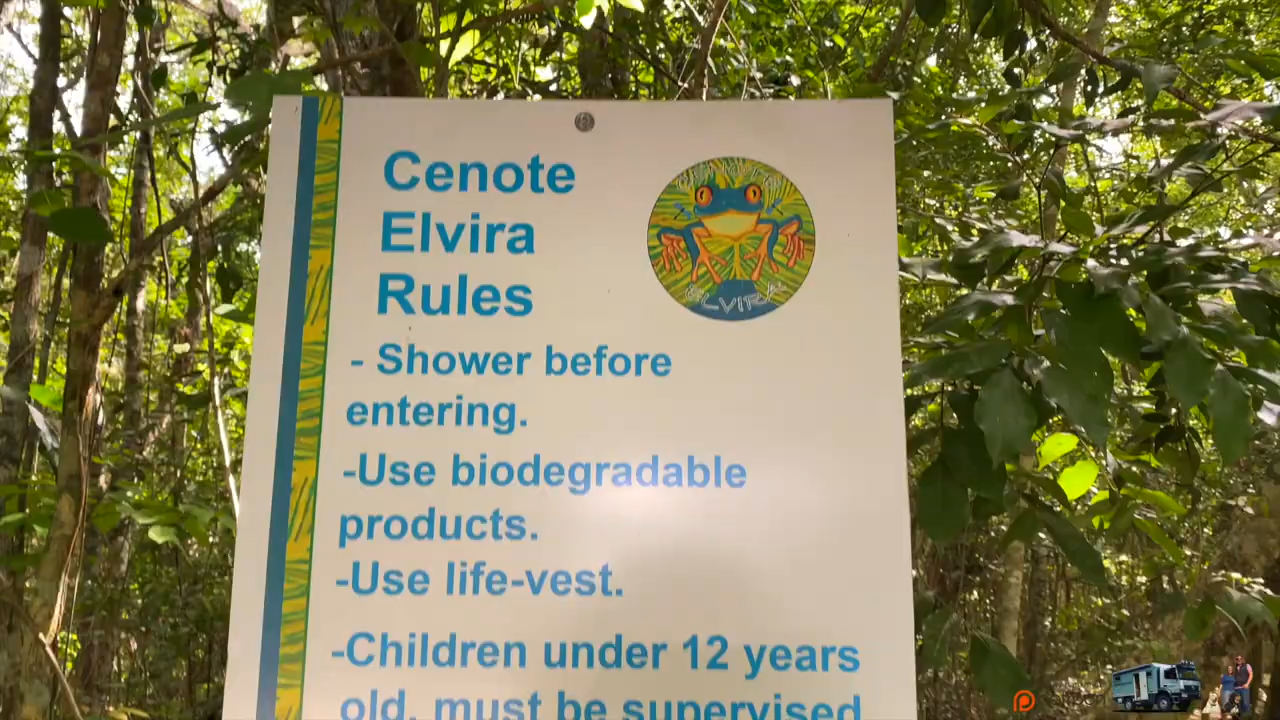 Cenote
Elvira
Rules
- Shower before
entering.
-Use biodegradable
products.
-Use life-vest.
-Children under 12 years
old, must be supervised
ELVIRA